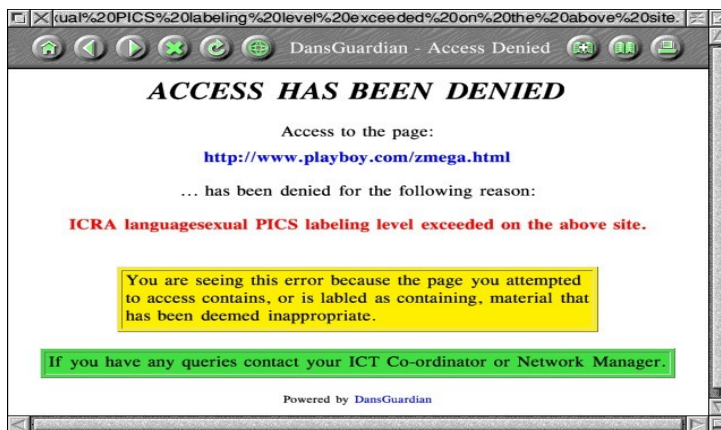 xual%20PICS%20labeling%20level%20exceeded%20on%20the%20above%20site.
DansGuardian - Access Denied
ACCESS HAS BEEN DENIED
Access to the page:
http://www.playboy.com/zmega.html
... has been denied for the following reason:
ICRA languagesexual PICS labeling level exceeded on the above site.
You are seeing this error because the page you attempted
to access contains, or is labled as containing, material that
has been deemed inappropriate.
If you have any queries contact your ICT Co-ordinator or Network Manager.
Powered by DansGuardian